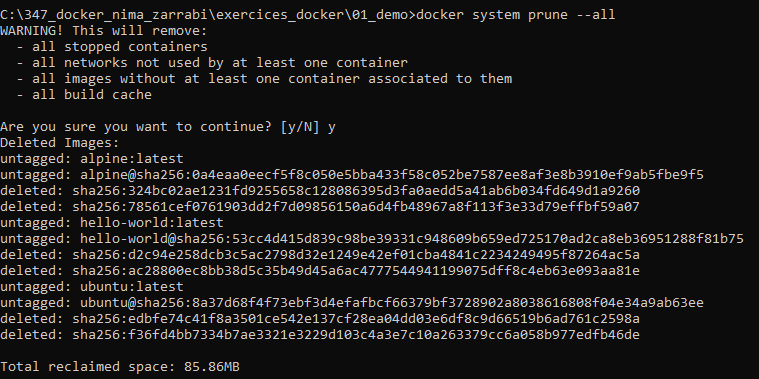 C:\347_docker_nima_zarrabi\exercices_docker\01_demo>docker system prune --all
WARNING! This will remove:
  - all stopped containers
  - all networks not used by at least one container
  - all images without at least one container associated to them
  - all build cache

Are you sure you want to continue? [y/N] y
Deleted Images:
untagged: alpine:latest
untagged: alpine@sha256:0a4eaa0eecf5f8c050e5bba433f58c052be7587ee8af3e8b3910ef9ab5fbe9f5
deleted: sha256:324bc02ae1231fd9255658c128086395d3fa0aedd5a41ab6b034fd649d1a9260
deleted: sha256:78561cef0761903dd2f7d09856150a6d4fb48967a8f113f3e33d79effbf59a07
untagged: hello-world:latest
untagged: hello-world@sha256:53cc4d415d839c98be39331c948609b659ed725170ad2ca8eb36951288f81b75
deleted: sha256:d2c94e258dcb3c5ac2798d32e1249e42ef01cba4841c2234249495f87264ac5a
deleted: sha256:ac28800ec8bb38d5c35b49d45a6ac4777544941199075dff8c4eb63e093aa81e
untagged: ubuntu:latest
untagged: ubuntu@sha256:8a37d68f4f73ebf3d4efafbcf66379bf3728902a8038616808f04e34a9ab63ee
deleted: sha256:edbfe74c41f8a3501ce542e137cf28ea04dd03e6df8c9d66519b6ad761c2598a
deleted: sha256:f36fd4bb7334b7ae3321e3229d103c4a3e7c10a263379cc6a058b977edfb46de

Total reclaimed space: 85.86MB